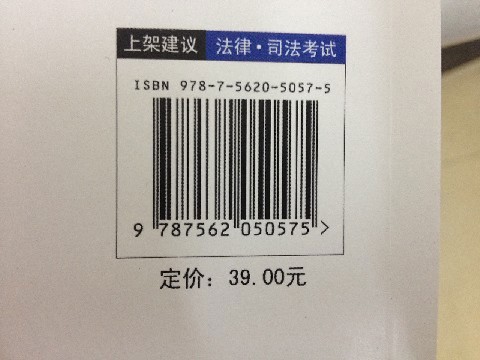 上架建议 法律·司法考试
ISBN 978-7-5620-5057-5
9 787562 050575 >
定价：39.00元